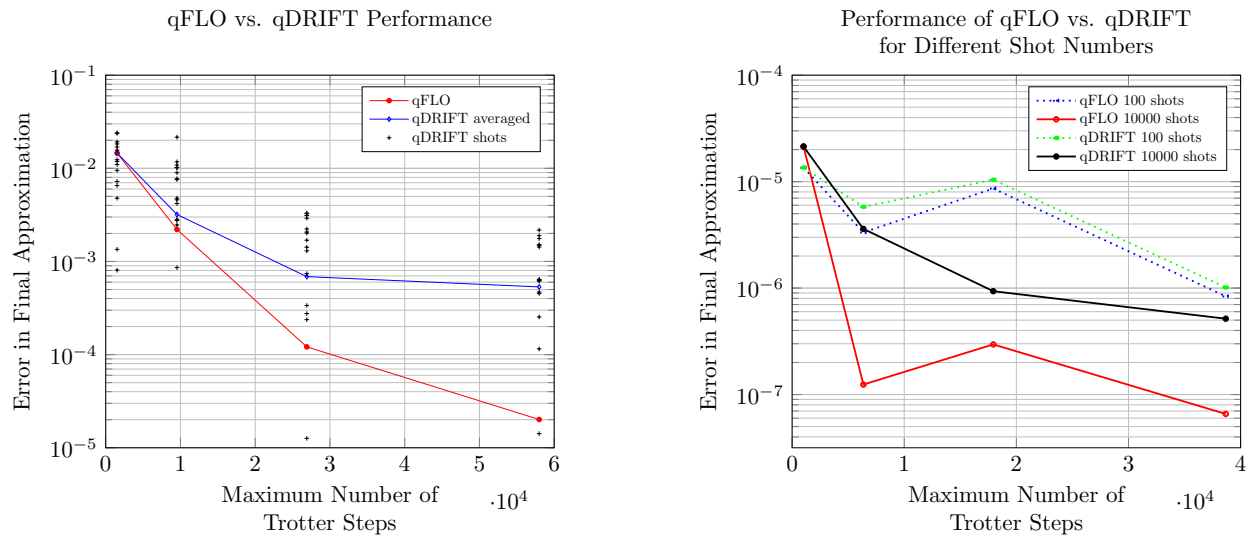 qFLO vs. qDRIFT Performance
10^{-1}
10^{-2}
10^{-3}
10^{-4}
10^{-5}
Error in Final Approximation
qFLO
qDRIFT averaged
qDRIFT shots
0 1 2 3 4 5 6
·10^4
Maximum Number of
Trotter Steps
Performance of qFLO vs. qDRIFT
for Different Shot Numbers
10^{-4}
10^{-5}
10^{-6}
10^{-7}
Error in Final Approximation
qFLO 100 shots
qFLO 10000 shots
qDRIFT 100 shots
qDRIFT 10000 shots
0 1 2 3 4
·10^4
Maximum Number of
Trotter Steps